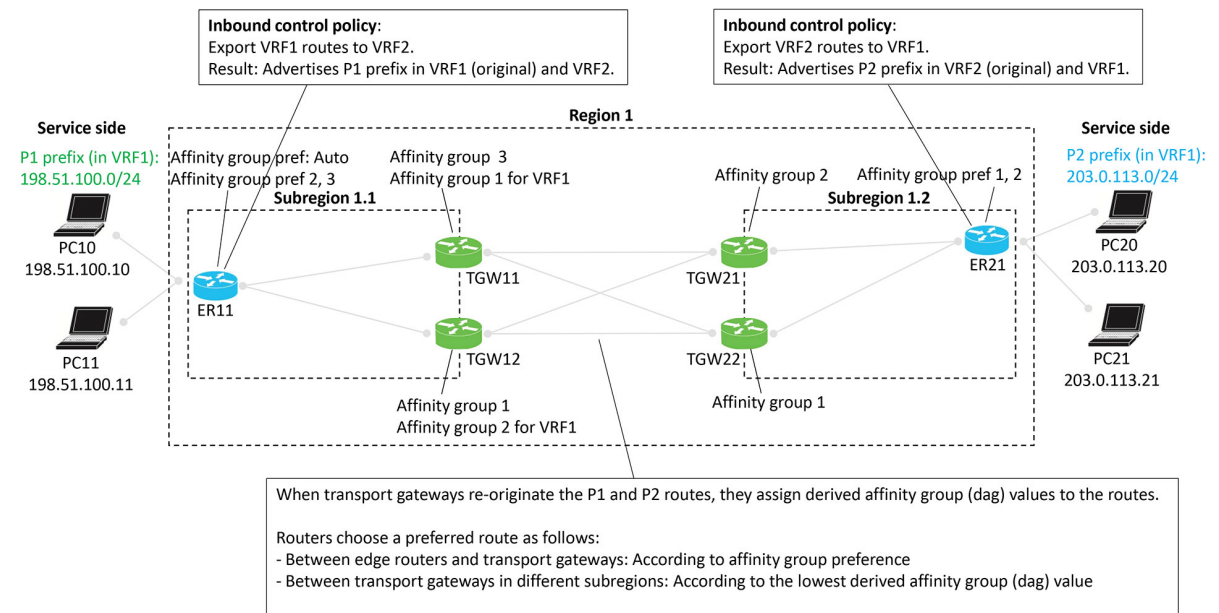 Inbound control policy:
Export VRF1 routes to VRF2.
Result: Advertises P1 prefix in VRF1 (original) and VRF2.
Inbound control policy:
Export VRF2 routes to VRF1.
Result: Advertises P2 prefix in VRF2 (original) and VRF1.
Region 1
Service side
P1 prefix (in VRF1):
198.51.100.0/24
PC10
198.51.100.10
PC11
198.51.100.11
Affinity group pref: Auto
Affinity group pref 2, 3
Subregion 1.1
ER11
Affinity group 3
Affinity group 1 for VRF1
TGW11
TGW12
Affinity group 1
Affinity group 2 for VRF1
Affinity group 2
TGW21
TGW22
Affinity group 1
Affinity group pref 1, 2
Subregion 1.2
ER21
Service side
P2 prefix (in VRF1):
203.0.113.0/24
PC20
203.0.113.20
PC21
203.0.113.21
When transport gateways re-originate the P1 and P2 routes, they assign derived affinity group (dag) values to the routes.
Routers choose a preferred route as follows:
- Between edge routers and transport gateways: According to affinity group preference
- Between transport gateways in different subregions: According to the lowest derived affinity group (dag) value